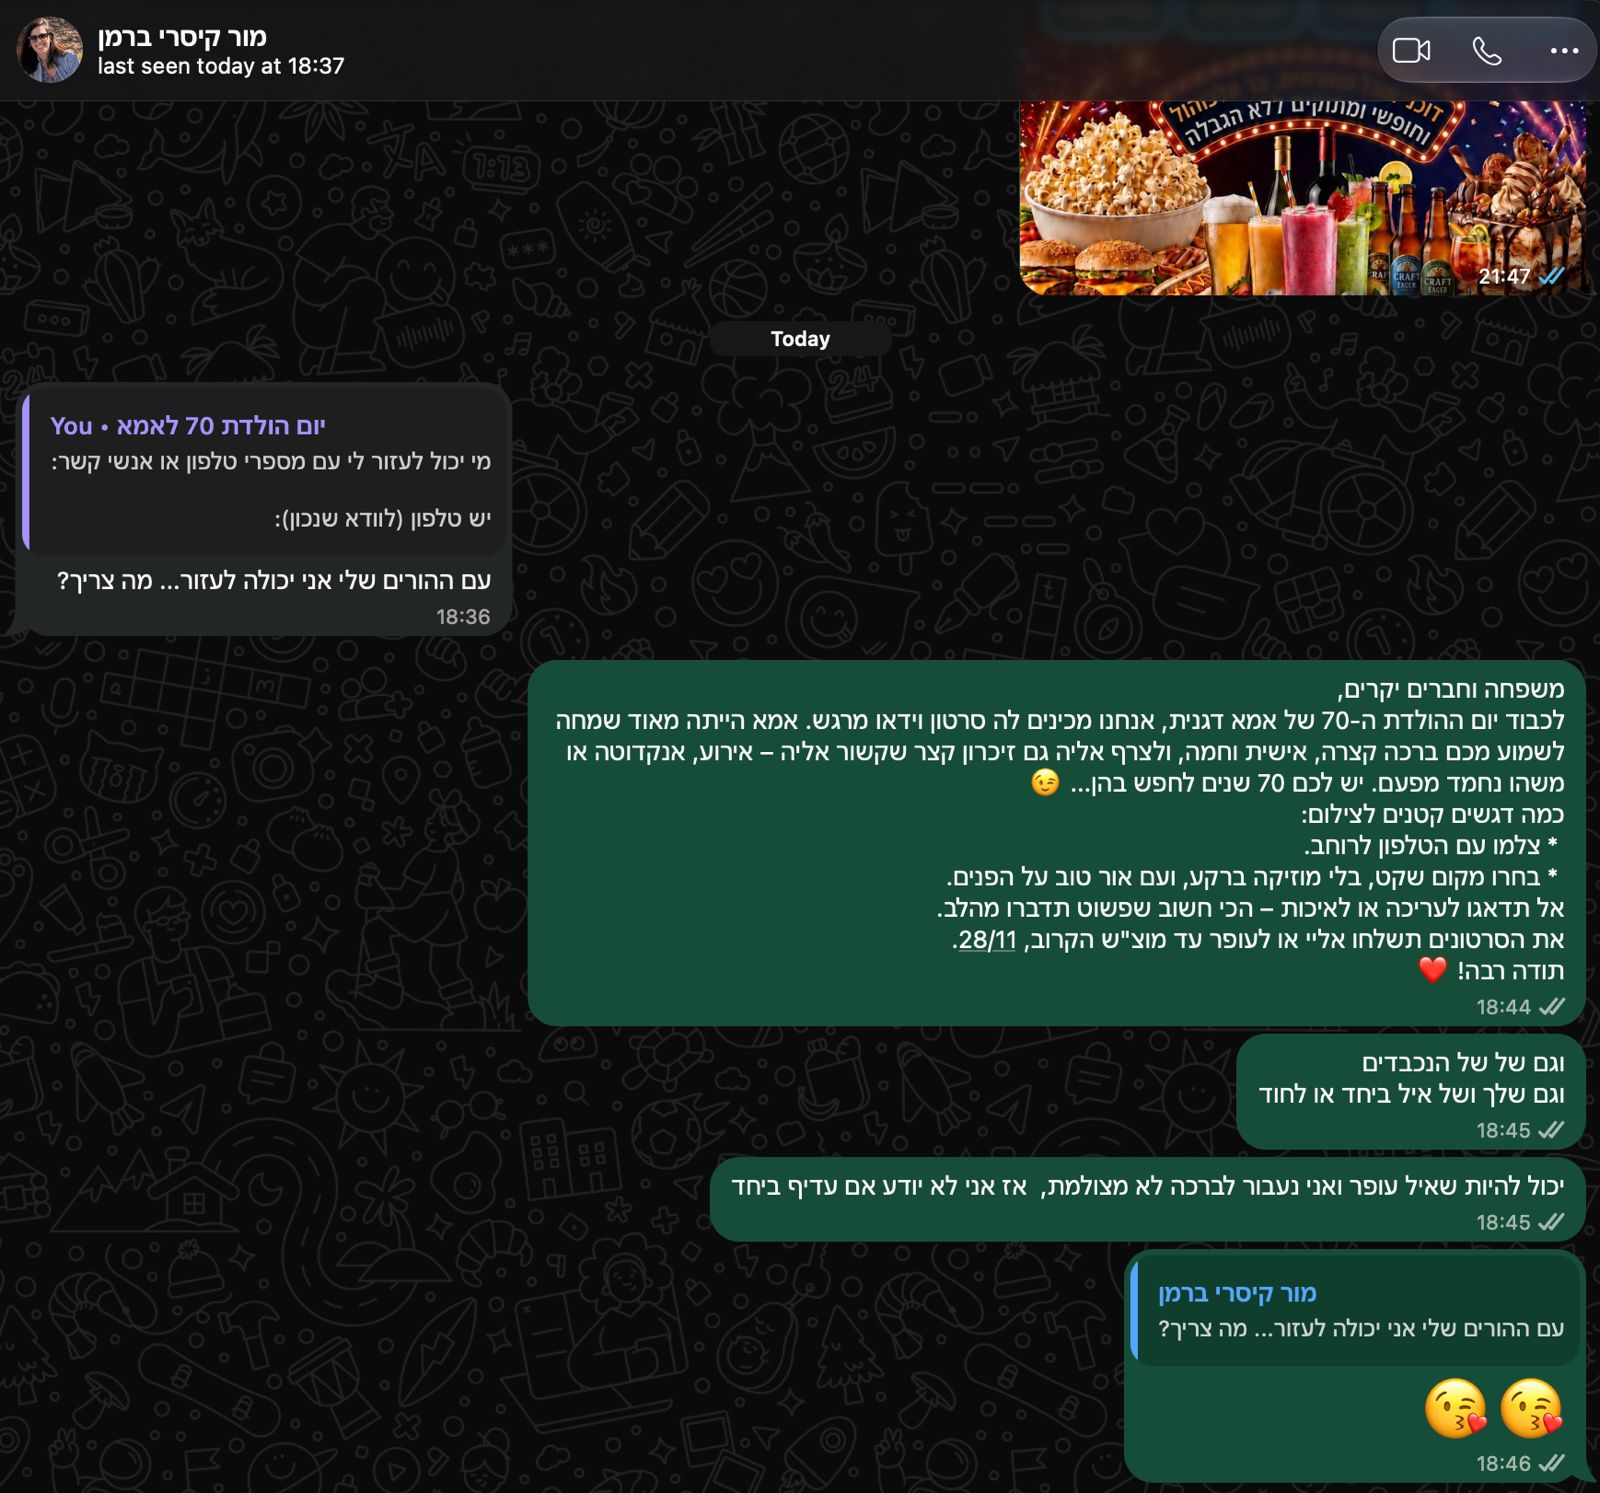 מור קיסרי ברמן
last seen today at 18:37
וחופשי ומתוקים ללא הגבלה
CRAFT
CRAFT
21:47
Today
You • יום הולדת 70 לאמא
מי יכול לעזור לי עם מספרי טלפון או אנשי קשר:
יש טלפון (לוודא שנכון):
עם ההורים שלי אני יכולה לעזור... מה צריך?
18:36
משפחה וחברים יקרים,
לכבוד יום ההולדת ה-70 של אמא דגנית, אנחנו מכינים לה סרטון וידאו מרגש. אמא הייתה מאוד שמחה
לשמוע מכם ברכה קצרה, אישית וחמה, ולצרף אליה גם זיכרון קצר שקשור אליה – אירוע, אנקדוטה או
משהו נחמד מפעם. יש לכם 70 שנים לחפש בהן... 😉
כמה דגשים קטנים לצילום:
* צלמו עם הטלפון לרוחב.
* בחרו מקום שקט, בלי מוזיקה ברקע, ועם אור טוב על הפנים.
אל תדאגו לעריכה או לאיכות – הכי חשוב שפשוט תדברו מהלב.
את הסרטונים תשלחו אליי או לעופר עד מוצ"ש הקרוב, 28/11.
תודה רבה! ❤️
18:44
וגם של של הנכבדים
וגם שלך ושל איל ביחד או לחוד
18:45
יכול להיות שאיל עופר ואני נעבור לברכה לא מצולמת, אז אני לא יודע אם עדיף ביחד
18:45
מור קיסרי ברמן
עם ההורים שלי אני יכולה לעזור... מה צריך?
😘 😘
18:46